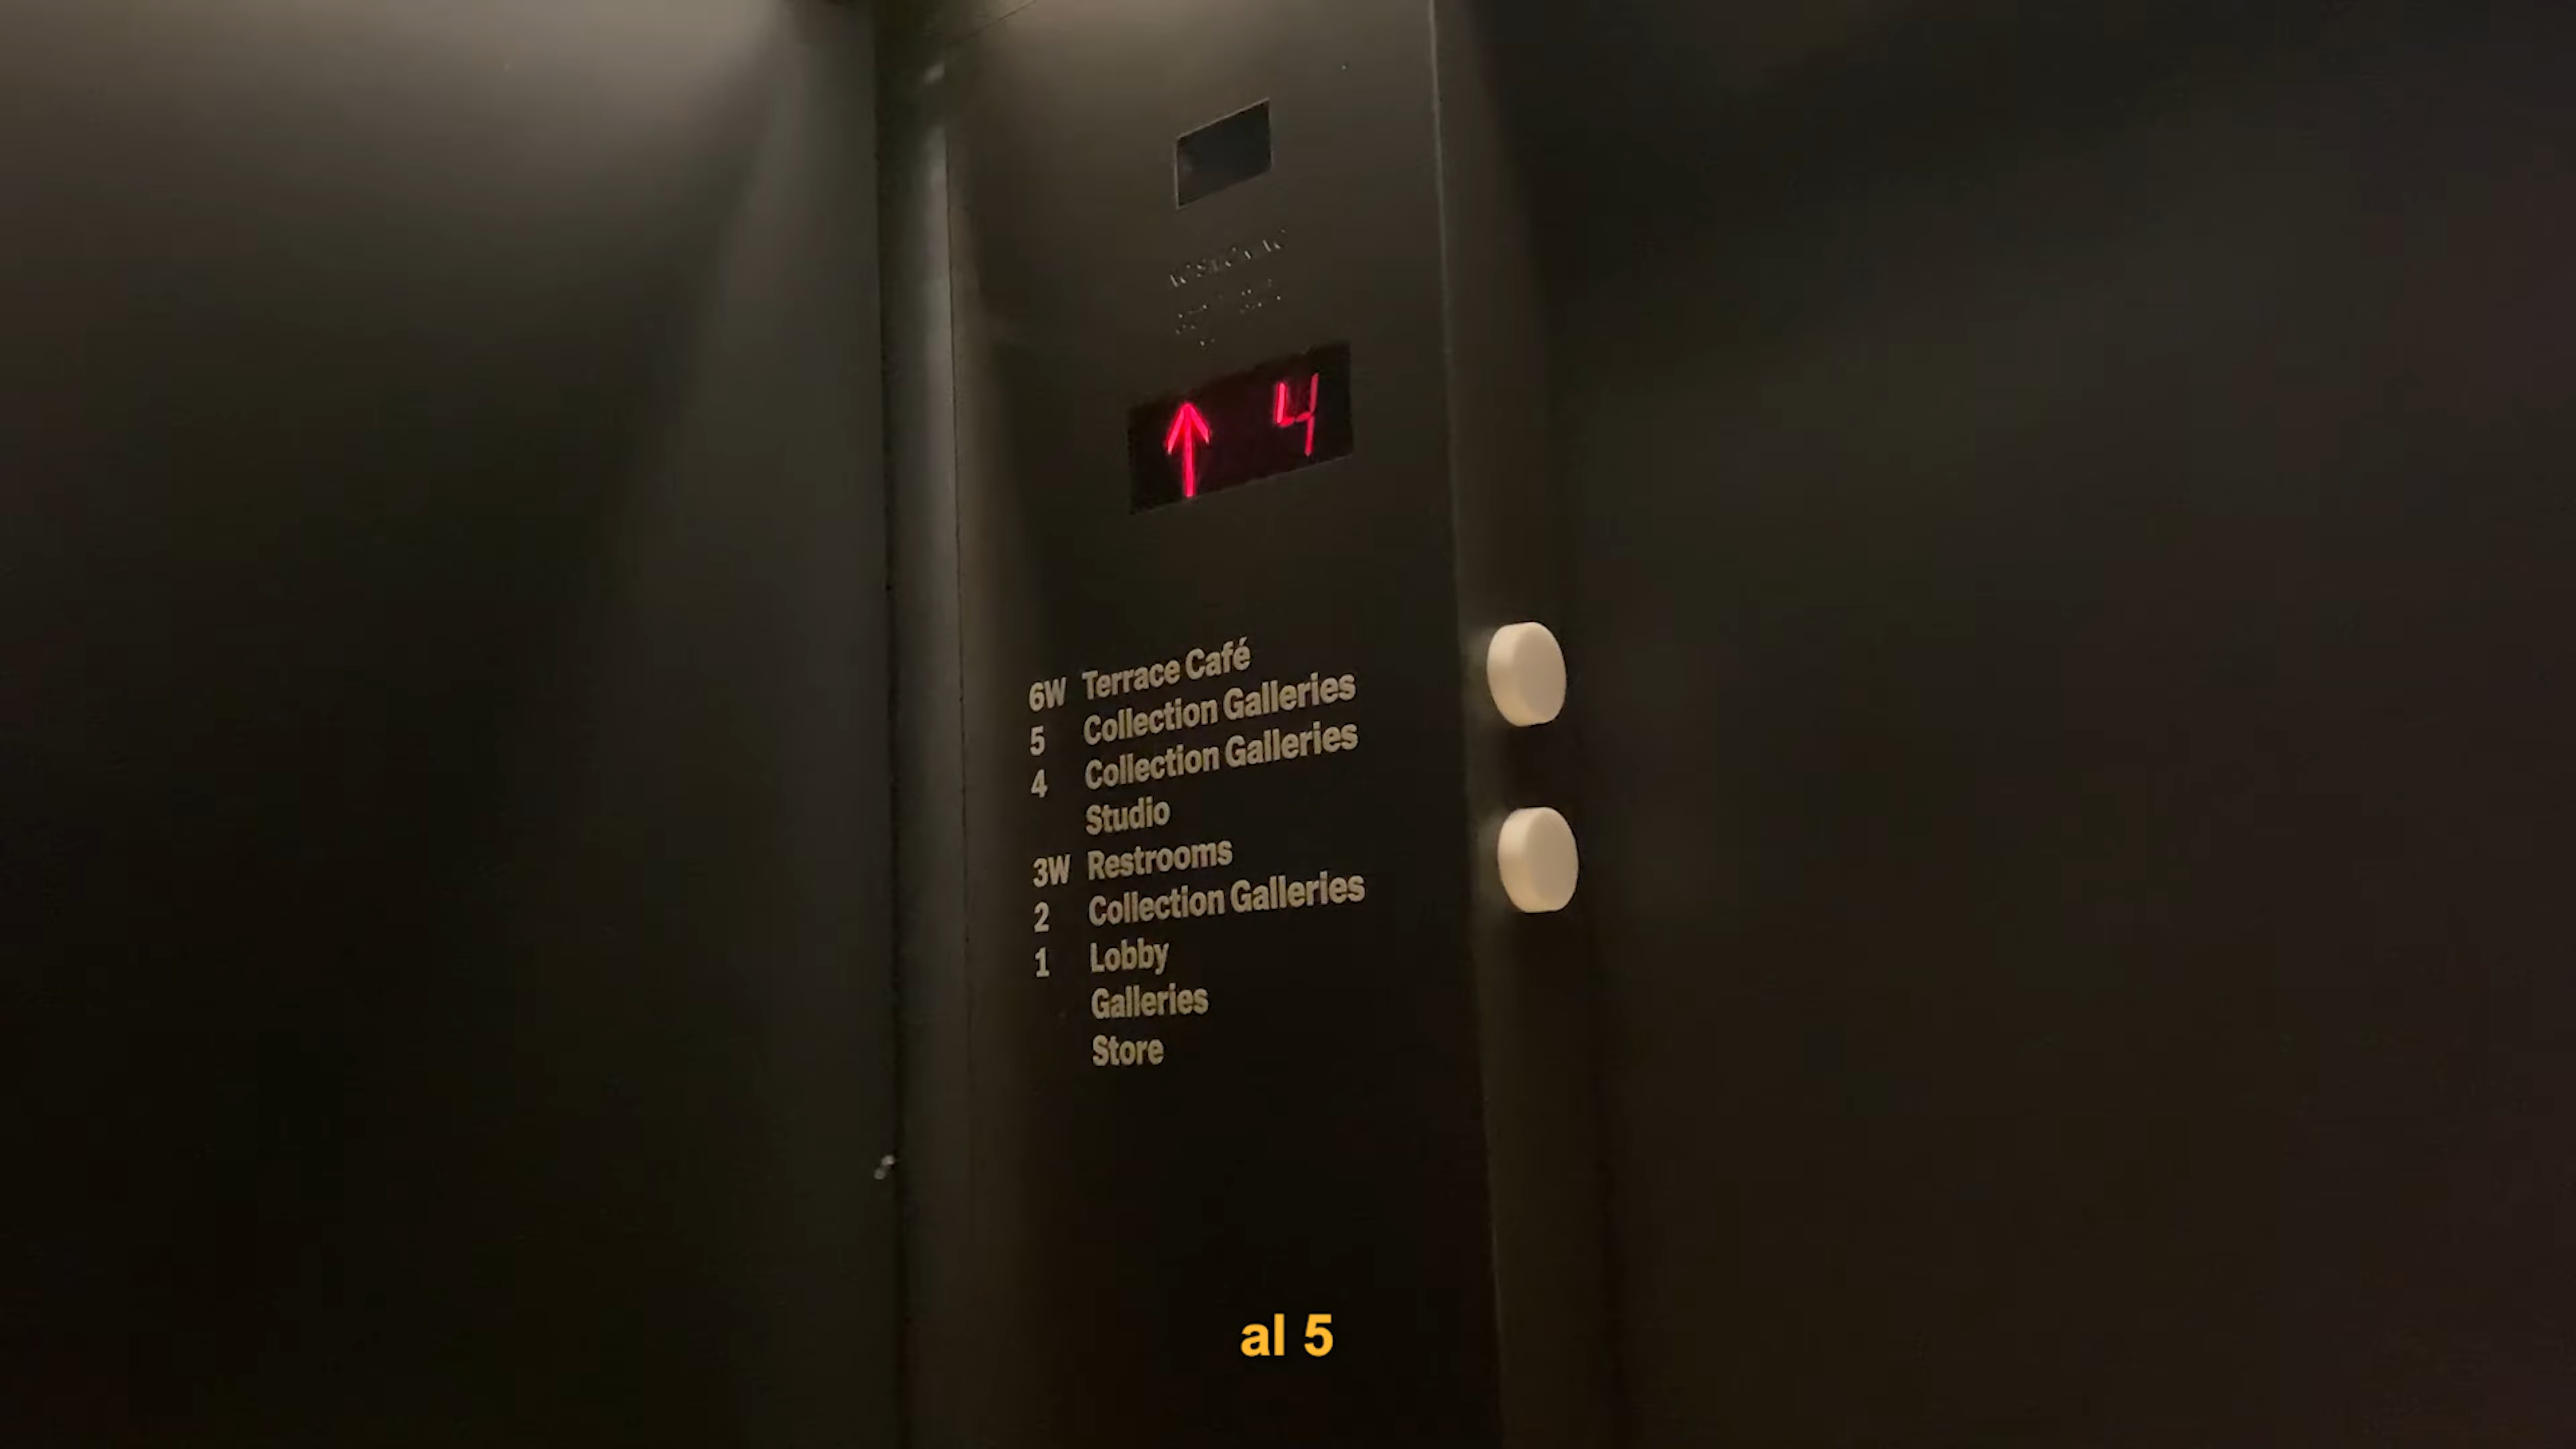 4
6W Terrace Café
5 Collection Galleries
4 Collection Galleries
Studio
3W Restrooms
2 Collection Galleries
1 Lobby
Galleries
Store
al 5